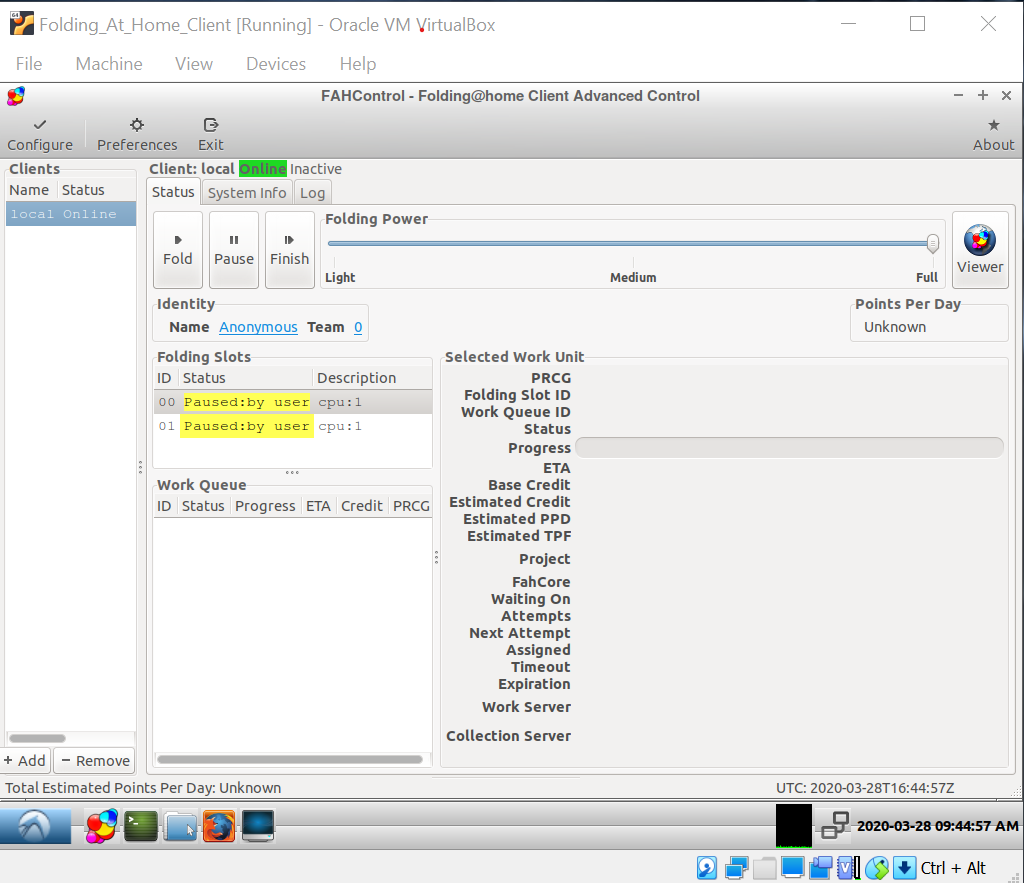 Folding_At_Home_Client [Running] - Oracle VM VirtualBox
File Machine View Devices Help
FAHControl - Folding@home Client Advanced Control
Configure Preferences Exit About
Clients
Name Status
local Online
Client: local Online Inactive
Status System Info Log
Fold Pause Finish
Folding Power
Light Medium Full
Viewer
Identity
Name Anonymous Team 0
Points Per Day
Unknown
Folding Slots
ID Status Description
00 Paused:by user cpu:1
01 Paused:by user cpu:1
Work Queue
ID Status Progress ETA Credit PRCG
Selected Work Unit
PRCG
Folding Slot ID
Work Queue ID
Status
Progress
ETA
Base Credit
Estimated Credit
Estimated PPD
Estimated TPF
Project
FahCore
Waiting On
Attempts
Next Attempt
Assigned
Timeout
Expiration
Work Server
Collection Server
+ Add − Remove
Total Estimated Points Per Day: Unknown
UTC: 2020-03-28T16:44:57Z
2020-03-28 09:44:57 AM
Ctrl + Alt